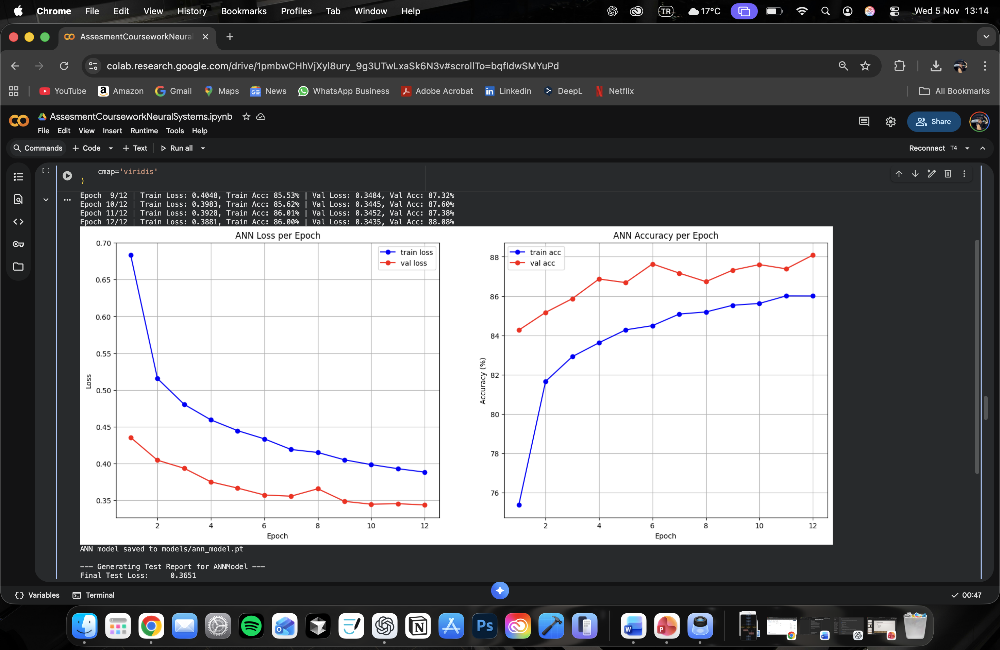 Chrome File Edit View History Bookmarks Profiles Tab Window Help TR 17°C Wed 5 Nov 13:14
AssesmentCourseworkNeural
colab.research.google.com/drive/1pmbwCHhVjXyl8ury_9g3UTwLxaSk6N3v#scrollTo=bqfIdwSMYuPd
YouTube Amazon Gmail Maps News WhatsApp Business Adobe Acrobat Linkedin DeepL Netflix All Bookmarks
AssesmentCourseworkNeuralSystems.ipynb
File Edit View Insert Runtime Tools Help
Share
Commands + Code + Text Run all Reconnect T4
[ ] cmap='viridis'
)
Epoch 9/12 | Train Loss: 0.4048, Train Acc: 85.53% | Val Loss: 0.3484, Val Acc: 87.32%
Epoch 10/12 | Train Loss: 0.3983, Train Acc: 85.62% | Val Loss: 0.3445, Val Acc: 87.60%
Epoch 11/12 | Train Loss: 0.3928, Train Acc: 86.01% | Val Loss: 0.3452, Val Acc: 87.38%
Epoch 12/12 | Train Loss: 0.3881, Train Acc: 86.00% | Val Loss: 0.3435, Val Acc: 88.08%
ANN Loss per Epoch
train loss
val loss
0.70
0.65
0.60
0.55
0.50
0.45
0.40
0.35
Loss
2 4 6 8 10 12
Epoch
ANN Accuracy per Epoch
train acc
val acc
88
86
84
82
80
78
76
Accuracy (%)
2 4 6 8 10 12
Epoch
ANN model saved to models/ann_model.pt
--- Generating Test Report for ANNModel ---
Final Test Loss: 0.3651
{} Variables Terminal 00:47
Ps